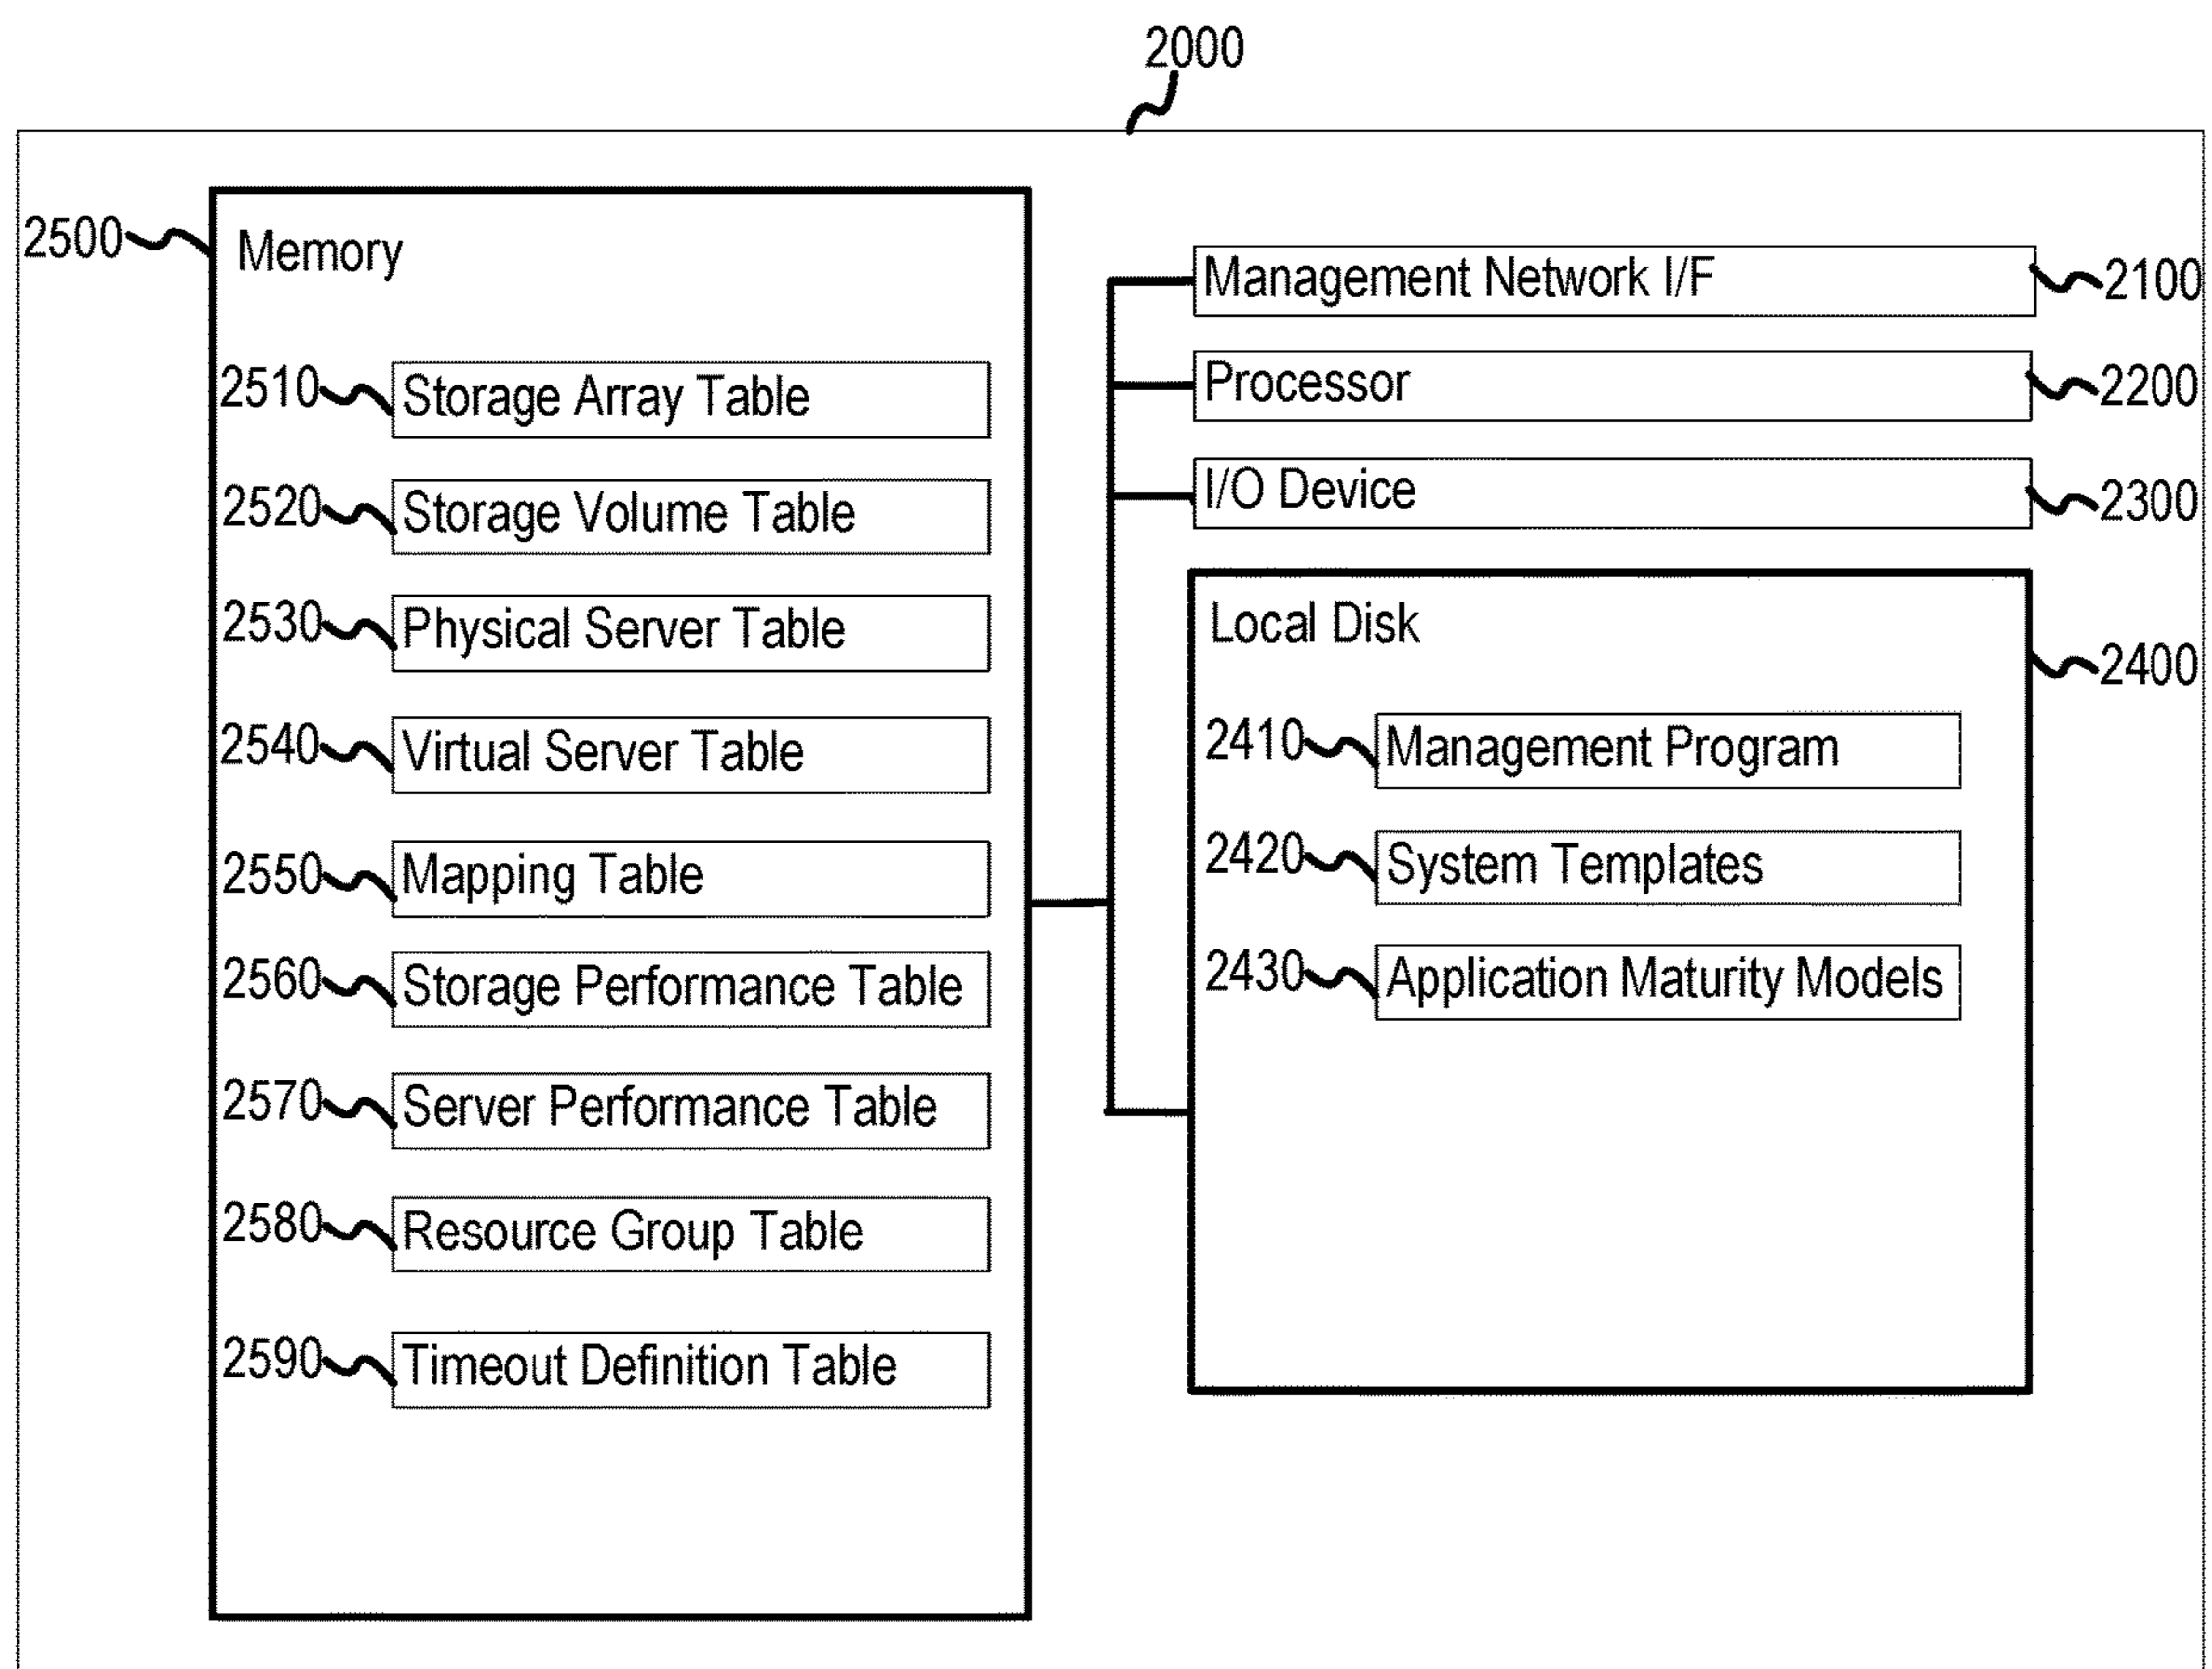 2000
2500 Memory
2510 Storage Array Table
2520 Storage Volume Table
2530 Physical Server Table
2540 Virtual Server Table
2550 Mapping Table
2560 Storage Performance Table
2570 Server Performance Table
2580 Resource Group Table
2590 Timeout Definition Table
Management Network I/F 2100
Processor 2200
I/O Device 2300
Local Disk 2400
2410 Management Program
2420 System Templates
2430 Application Maturity Models